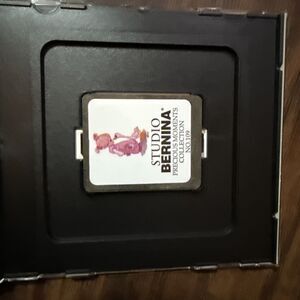 STUDIO
BERNINA®
PRECIOUS MOMENTS
COLLECTION
NO. 109